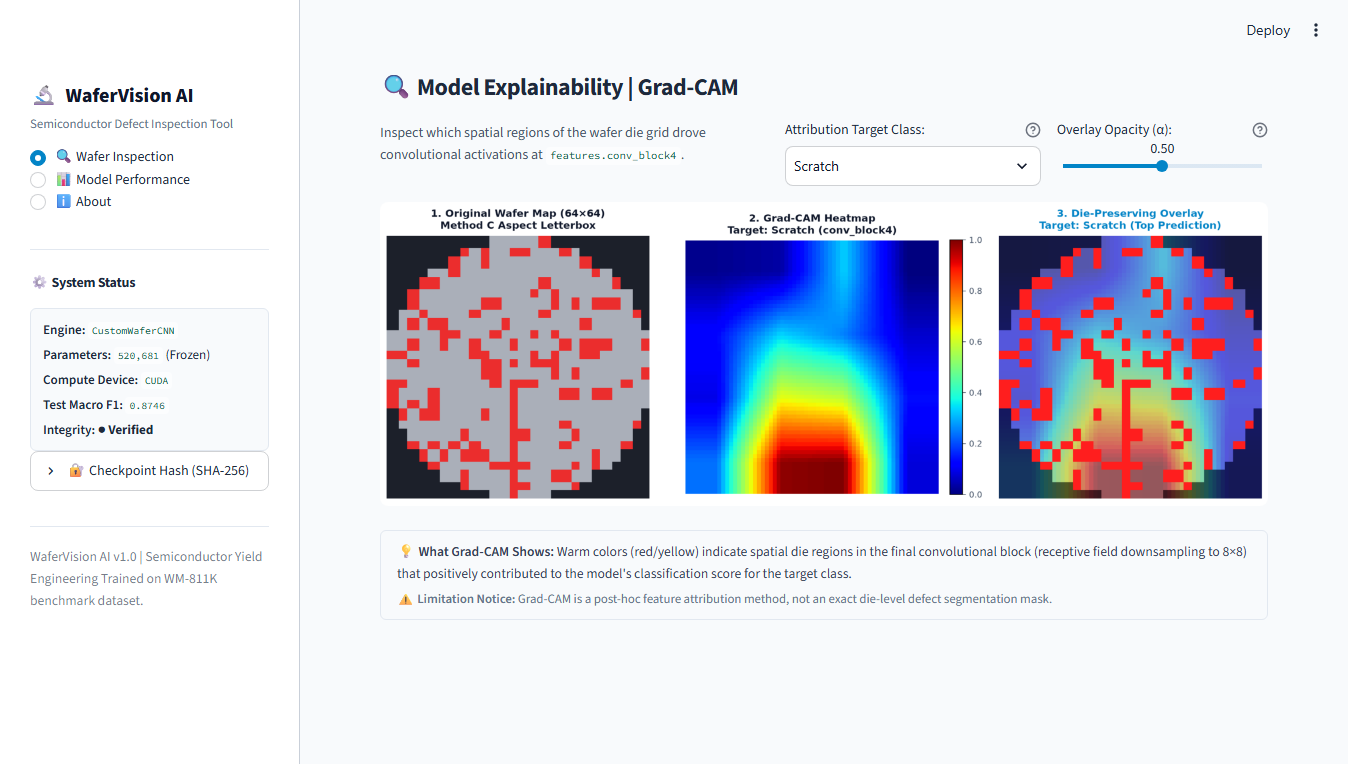 Deploy
WaferVision AI
Semiconductor Defect Inspection Tool
Wafer Inspection
Model Performance
About
System Status
Engine: CustomWaferCNN
Parameters: 520,681 (Frozen)
Compute Device: CUDA
Test Macro F1: 0.8746
Integrity: ● Verified
Checkpoint Hash (SHA-256)
WaferVision AI v1.0 | Semiconductor Yield
Engineering Trained on WM-811K
benchmark dataset.
Model Explainability | Grad-CAM
Inspect which spatial regions of the wafer die grid drove
convolutional activations at features.conv_block4 .
Attribution Target Class:
Scratch
Overlay Opacity (α):
0.50
1. Original Wafer Map (64×64)
Method C Aspect Letterbox
2. Grad-CAM Heatmap
Target: Scratch (conv_block4)
1.0
0.8
0.6
0.4
0.2
0.0
3. Die-Preserving Overlay
Target: Scratch (Top Prediction)
What Grad-CAM Shows: Warm colors (red/yellow) indicate spatial die regions in the final convolutional block (receptive field downsampling to 8×8)
that positively contributed to the model's classification score for the target class.
Limitation Notice: Grad-CAM is a post-hoc feature attribution method, not an exact die-level defect segmentation mask.